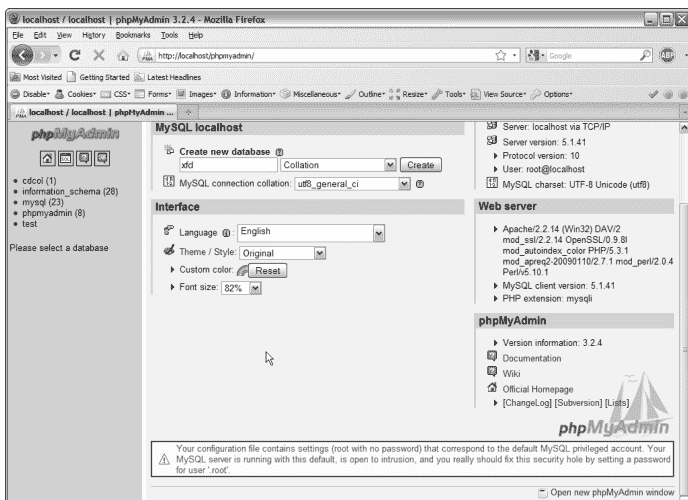 localhost / localhost | phpMyAdmin 3.2.4 - Mozilla Firefox
File Edit View History Bookmarks Tools Help
http://localhost/phpmyadmin/
Google
ABP
Most Visited Getting Started Latest Headlines
Disable Cookies CSS Forms Images Information Miscellaneous Outline Resize Tools View Source Options
localhost / localhost | phpMyAdmin ...
phpMyAdmin
cdcol (1)
information_schema (28)
mysql (23)
phpmyadmin (8)
test
Please select a database
MySQL localhost
Create new database
xfd Collation Create
MySQL connection collation: utf8_general_ci
Interface
Language : English
Theme / Style: Original
Custom color: Reset
Font size: 82%
Server: localhost via TCP/IP
Server version: 5.1.41
Protocol version: 10
User: root@localhost
MySQL charset: UTF-8 Unicode (utf8)
Web server
Apache/2.2.14 (Win32) DAV/2
mod_ssl/2.2.14 OpenSSL/0.9.8l
mod_autoindex_color PHP/5.3.1
mod_apreq2-20090110/2.7.1 mod_perl/2.0.4
Perl/v5.10.1
MySQL client version: 5.1.41
PHP extension: mysqli
phpMyAdmin
Version information: 3.2.4
Documentation
Wiki
Official Homepage
[ChangeLog] [Subversion] [Lists]
phpMyAdmin
Your configuration file contains settings (root with no password) that correspond to the default MySQL privileged account. Your
MySQL server is running with this default, is open to intrusion, and you really should fix this security hole by setting a password
for user '.root'.
Open new phpMyAdmin window